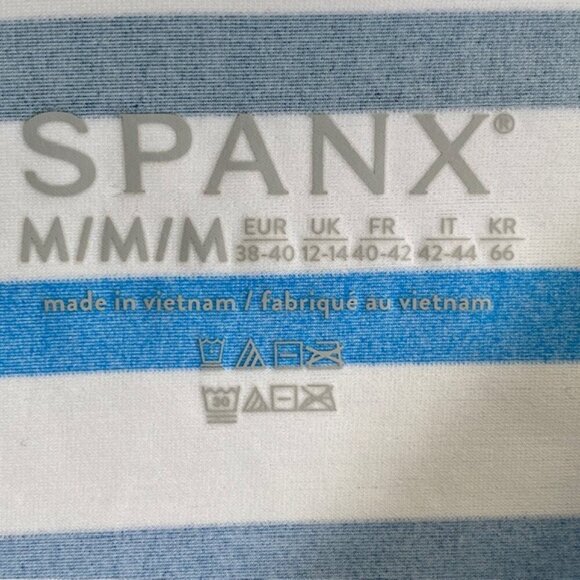 SPANX®
M/M/M EUR UK FR IT KR
38-40 12-14 40-42 42-44 66
made in vietnam / fabriqué au vietnam
30